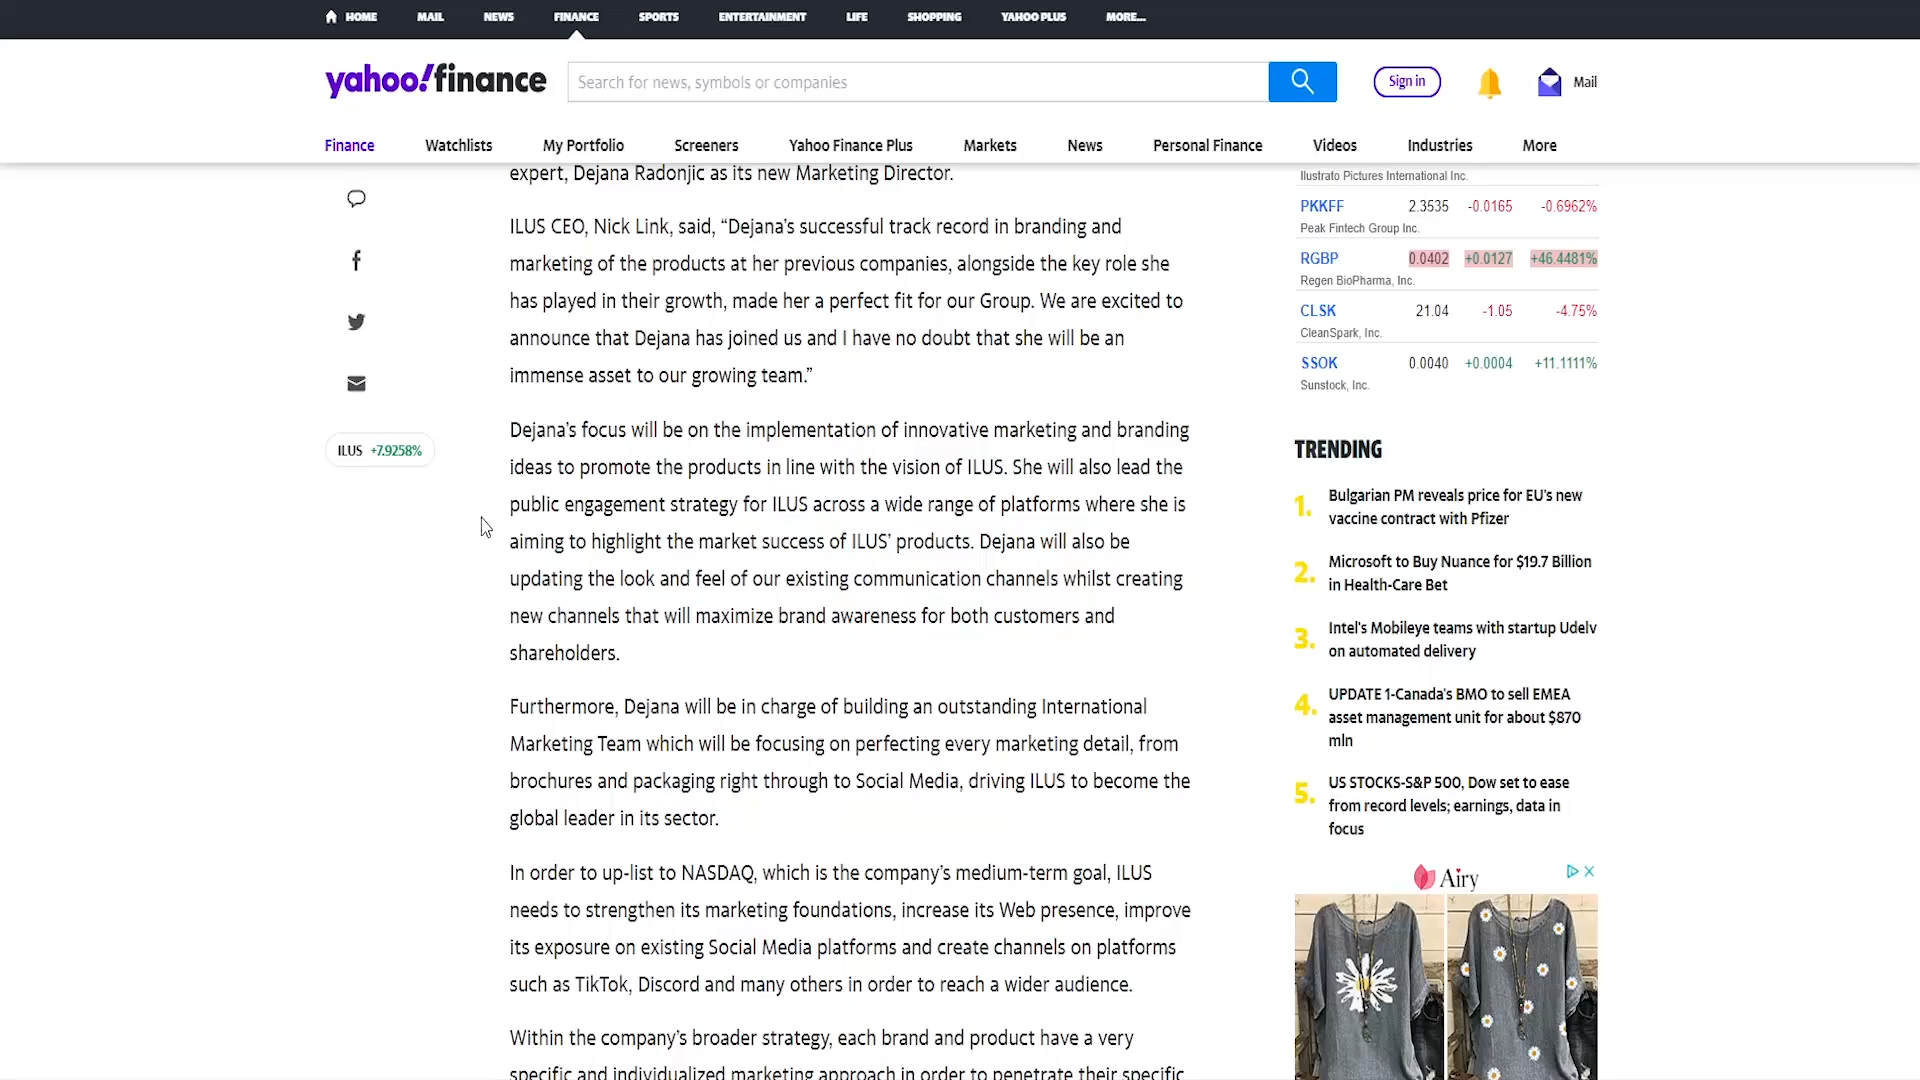 HOME MAIL NEWS FINANCE SPORTS ENTERTAINMENT LIFE SHOPPING YAHOO PLUS MORE...
yahoo!finance
Search for news, symbols or companies
Sign in
Mail
Finance Watchlists My Portfolio Screeners Yahoo Finance Plus Markets News Personal Finance Videos Industries More
ILUS +7.9258%
expert, Dejana Radonjic as its new Marketing Director.
ILUS CEO, Nick Link, said, “Dejana’s successful track record in branding and
marketing of the products at her previous companies, alongside the key role she
has played in their growth, made her a perfect fit for our Group. We are excited to
announce that Dejana has joined us and I have no doubt that she will be an
immense asset to our growing team.”
Dejana’s focus will be on the implementation of innovative marketing and branding
ideas to promote the products in line with the vision of ILUS. She will also lead the
public engagement strategy for ILUS across a wide range of platforms where she is
aiming to highlight the market success of ILUS’ products. Dejana will also be
updating the look and feel of our existing communication channels whilst creating
new channels that will maximize brand awareness for both customers and
shareholders.
Furthermore, Dejana will be in charge of building an outstanding International
Marketing Team which will be focusing on perfecting every marketing detail, from
brochures and packaging right through to Social Media, driving ILUS to become the
global leader in its sector.
In order to up-list to NASDAQ, which is the company’s medium-term goal, ILUS
needs to strengthen its marketing foundations, increase its Web presence, improve
its exposure on existing Social Media platforms and create channels on platforms
such as TikTok, Discord and many others in order to reach a wider audience.
Within the company’s broader strategy, each brand and product have a very
specific and individualized marketing approach in order to penetrate their specific
Ilustrato Pictures International Inc.
PKKFF 2.3535 -0.0165 -0.6962%
Peak Fintech Group Inc.
RGBP 0.0402 +0.0127 +46.4481%
Regen BioPharma, Inc.
CLSK 21.04 -1.05 -4.75%
CleanSpark, Inc.
SSOK 0.0040 +0.0004 +11.1111%
Sunstock, Inc.
TRENDING
1. Bulgarian PM reveals price for EU's new
vaccine contract with Pfizer
2. Microsoft to Buy Nuance for $19.7 Billion
in Health-Care Bet
3. Intel's Mobileye teams with startup Udelv
on automated delivery
4. UPDATE 1-Canada's BMO to sell EMEA
asset management unit for about $870
mln
5. US STOCKS-S&P 500, Dow set to ease
from record levels; earnings, data in
focus
Airy